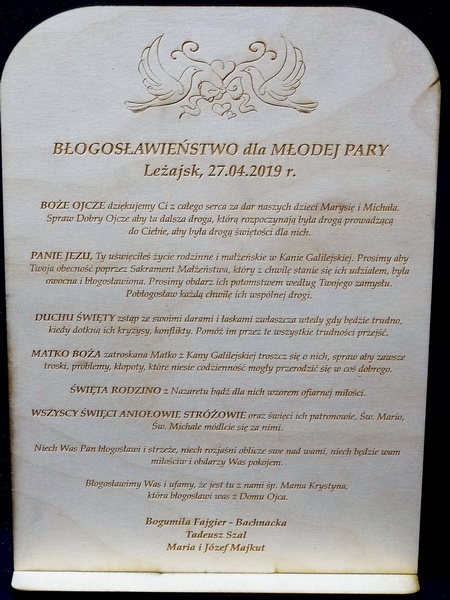 BŁOGOSŁAWIEŃSTWO dla MŁODEJ PARY
Leżajsk, 27.04.2019 r.
BOŻE OJCZE dziękujemy Ci z całego serca za dar naszych dzieci Marysię i Michała.
Spraw Dobry Ojcze aby ta dalsza droga, którą rozpoczynają była drogą prowadzącą
do Ciebie, aby była drogą świętości dla nich.
PANIE JEZU, Ty uświęciłeś życie rodzinne i małżeńskie w Kanie Galilejskiej. Prosimy aby
Twoja obecność poprzez Sakrament Małżeństwa, który z chwilę stanie się ich udziałem, była
owocna i błogosławiona. Prosimy obdarz ich potomstwem według Twojego zamysłu.
Pobłogosław każdą chwilę ich wspólnej drogi.
DUCHU ŚWIĘTY zstąp ze swoimi darami i łaskami zwłaszcza wtedy gdy będzie trudno,
kiedy dotkną ich kryzysy, konflikty. Pomóż im przez te wszystkie trudności przejść.
MATKO BOŻA zatroskana Matko z Kany Galilejskiej troszcz się o nich, spraw aby zawsze
troski, problemy, kłopoty, które niesie codzienność mogły przerodzić się w coś dobrego.
ŚWIĘTA RODZINO z Nazaretu bądź dla nich wzorem ofiarnej miłości.
WSZYSCY ŚWIĘCI ANIOŁOWIE STRÓŻOWIE oraz święci ich patronowie, Św. Mario,
Św. Michale módlcie się za nimi.
Niech Was Pan błogosławi i strzeże, niech rozjaśni oblicze swe nad wami, niech będzie wam
miłościw i obdarzy Was pokojem.
Błogosławimy Was i ufamy, że jest tu z nami śp. Mama Krystyna,
która błogosławi was z Domu Ojca.
Bogumiła Fajgier - Bachnacka
Tadeusz Szal
Maria i Józef Majkut